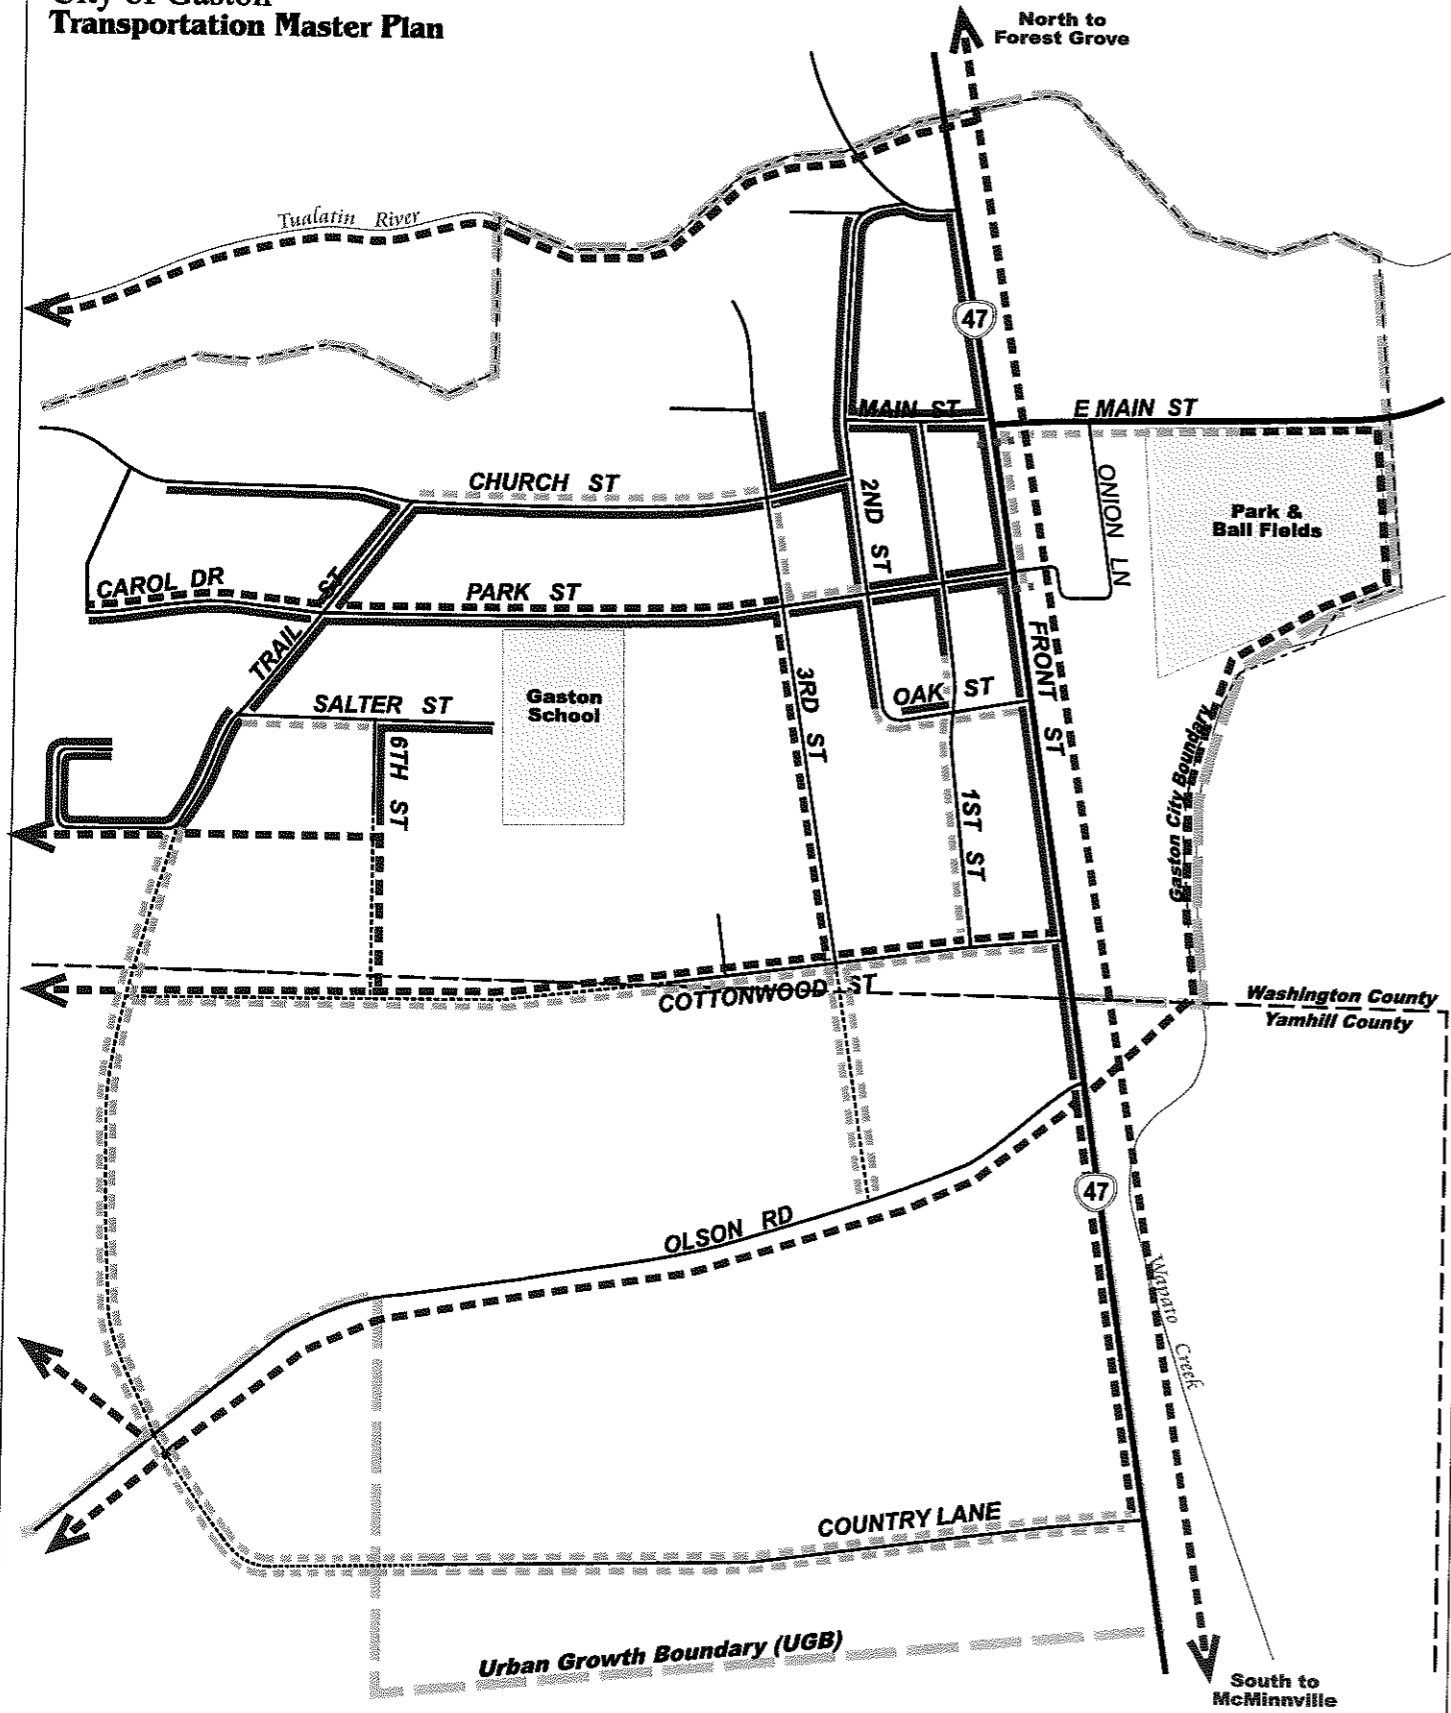 City of Gaston
Transportation Master Plan
North to
Forest Grove
Tualatin River
47
MAIN ST
E MAIN ST
CHURCH ST
2ND ST
ONION LN
Park &
Ball Fields
CAROL DR
PARK ST
TRAIL ST
FRONT ST
Gaston
School
3RD ST
OAK ST
SALTER ST
6TH ST
1ST ST
Gaston City Boundary
COTTONWOOD ST
Washington County
Yamhill County
47
OLSON RD
Wapato Creek
COUNTRY LANE
Urban Growth Boundary (UGB)
South to
McMinnville